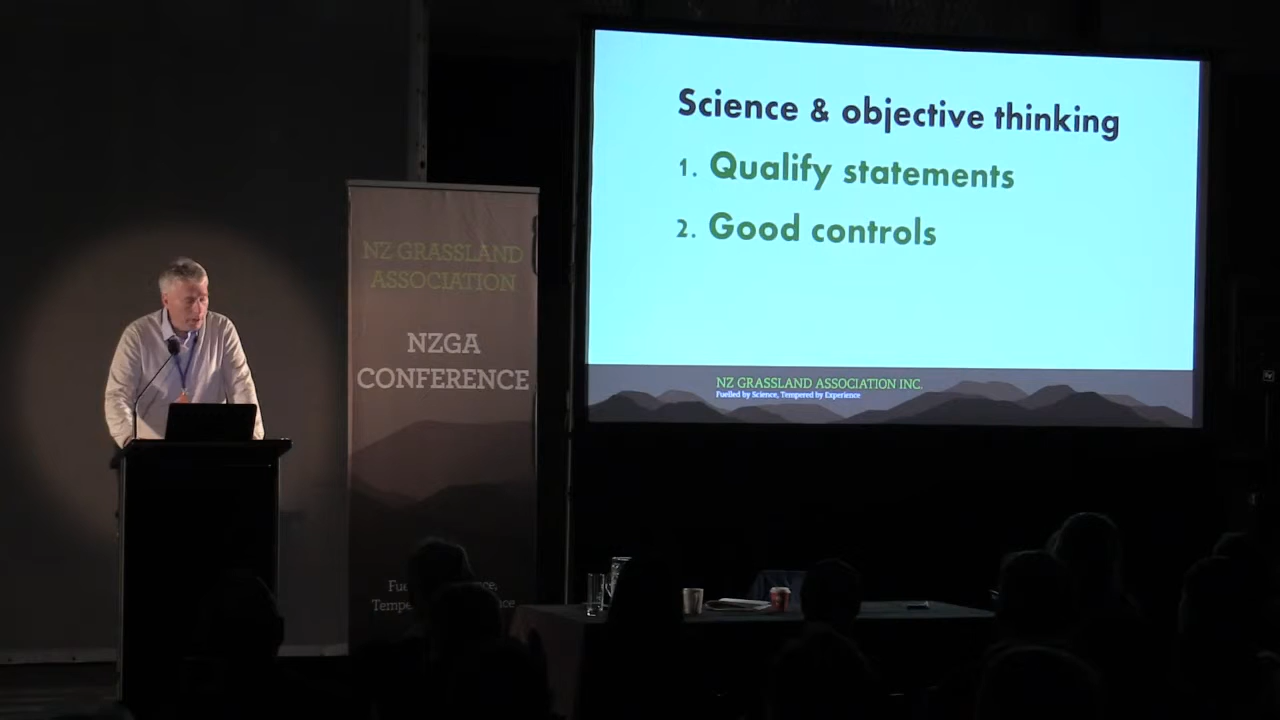 Science & objective thinking
1. Qualify statements
2. Good controls
NZ GRASSLAND ASSOCIATION INC.
Fuelled by Science, Tempered by Experience
NZ GRASSLAND
ASSOCIATION
NZGA
CONFERENCE